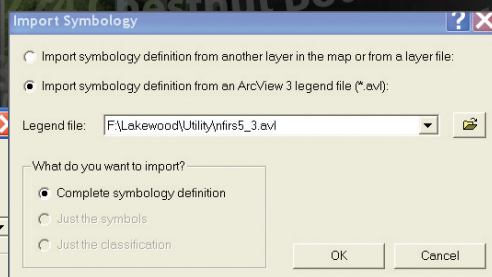 Chestnut
Import Symbology
Import symbology definition from another layer in the map or from a layer file:
Import symbology definition from an ArcView 3 legend file (*.avl):
Legend file: F:\Lakewood\Utility\nfirs5_3.avl
What do you want to import?
Complete symbology definition
Just the symbols
Just the classification
OK Cancel